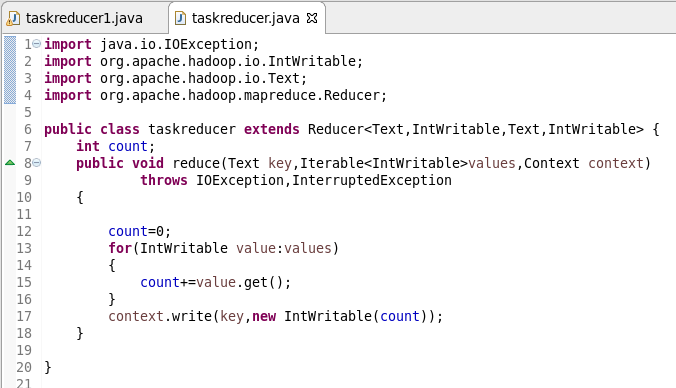 taskreducer1.java taskreducer.java
1 import java.io.IOException;
2 import org.apache.hadoop.io.IntWritable;
3 import org.apache.hadoop.io.Text;
4 import org.apache.hadoop.mapreduce.Reducer;
5
6 public class taskreducer extends Reducer<Text,IntWritable,Text,IntWritable> {
7     int count;
8     public void reduce(Text key,Iterable<IntWritable>values,Context context)
9             throws IOException,InterruptedException
10     {
11
12         count=0;
13         for(IntWritable value:values)
14         {
15             count+=value.get();
16         }
17         context.write(key,new IntWritable(count));
18     }
19
20 }
21